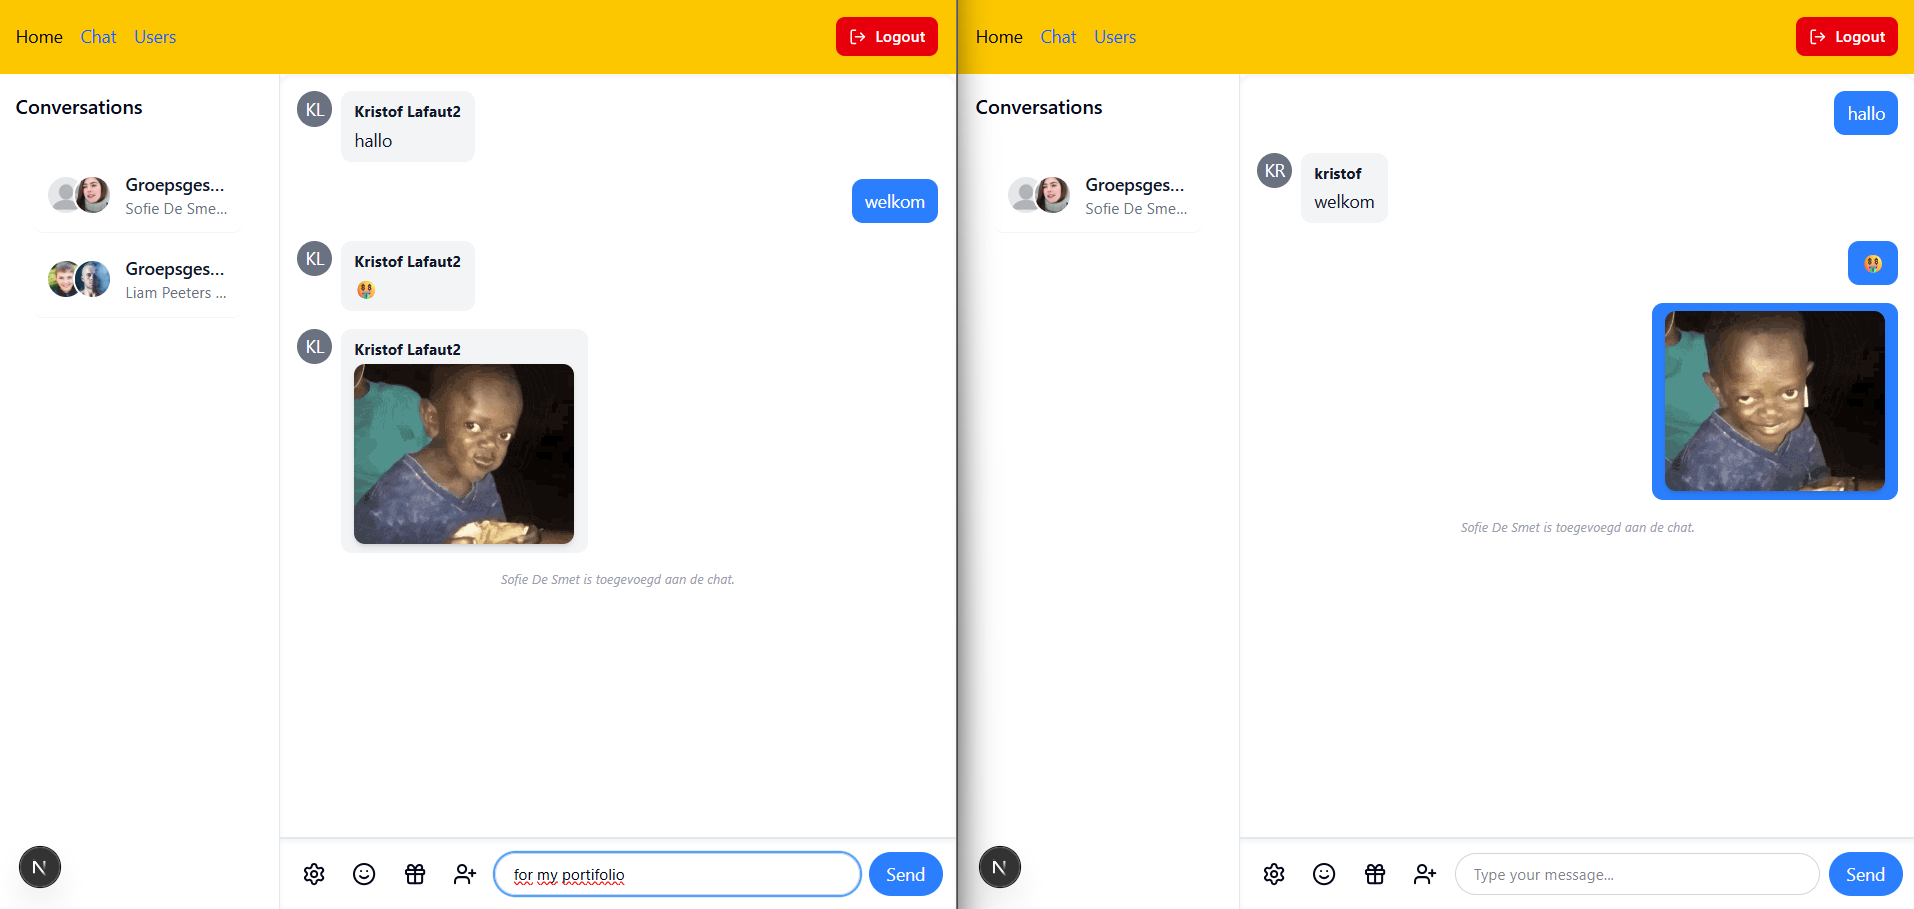 Home Chat Users
Logout
Conversations
Groepsges...
Sofie De Sme...
Groepsges...
Liam Peeters ...
KL
Kristof Lafaut2
hallo
welkom
KL
Kristof Lafaut2
KL
Kristof Lafaut2
Sofie De Smet is toegevoegd aan de chat.
N
for my portifolio
Send
Home Chat Users
Logout
Conversations
Groepsges...
Sofie De Sme...
hallo
KR
kristof
welkom
Sofie De Smet is toegevoegd aan de chat.
N
Type your message...
Send